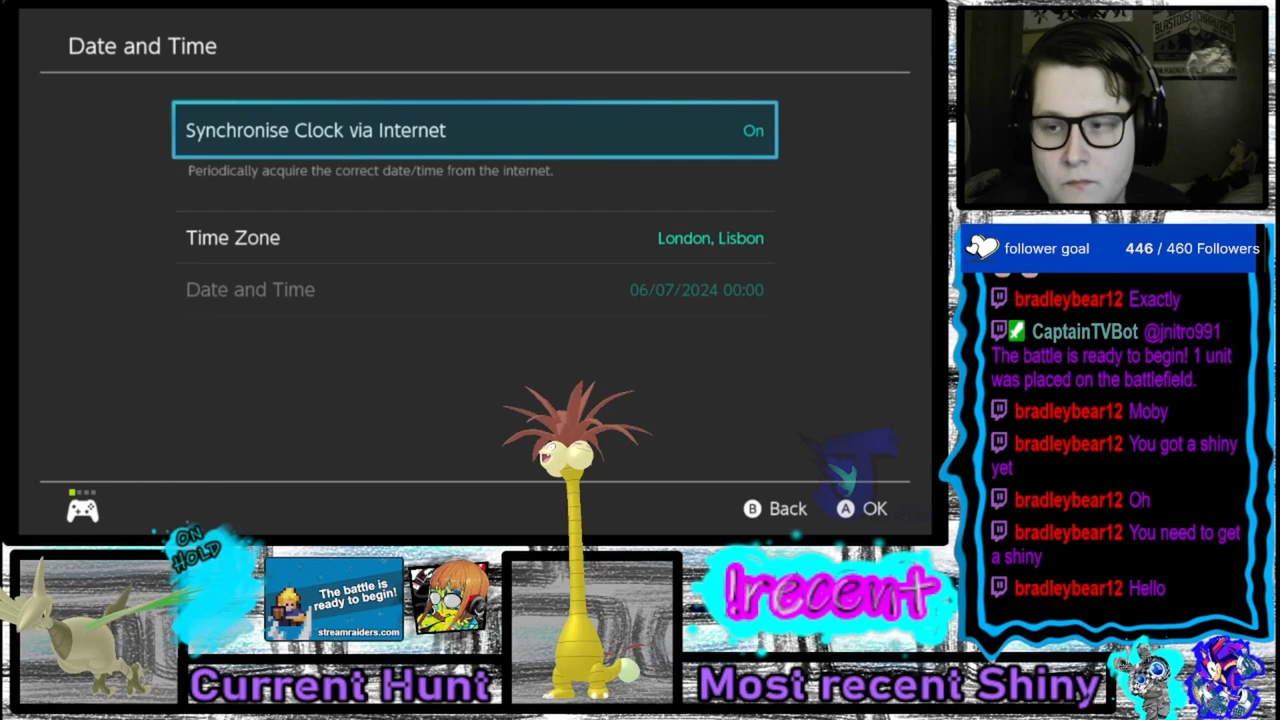 Date and Time
Synchronise Clock via Internet On
Periodically acquire the correct date/time from the internet.
Time Zone London, Lisbon
Date and Time 06/07/2024 00:00
B Back A OK
follower goal 446 / 460 Followers
bradleybear12 Exactly
CaptainTVBot @jnitro991
The battle is ready to begin! 1 unit
was placed on the battlefield.
bradleybear12 Moby
bradleybear12 You got a shiny
yet
bradleybear12 Oh
bradleybear12 You need to get
a shiny
bradleybear12 Hello
ON
HOLD
The battle is
ready to begin!
streamraiders.com
!recent
Current Hunt
Most recent Shiny